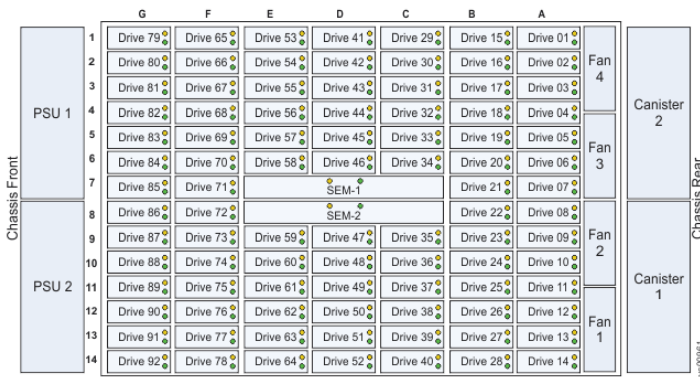 G F E D C B A
1 Drive 79 Drive 65 Drive 53 Drive 41 Drive 29 Drive 15 Drive 01
2 Drive 80 Drive 66 Drive 54 Drive 42 Drive 30 Drive 16 Drive 02 Fan 4
3 Drive 81 Drive 67 Drive 55 Drive 43 Drive 31 Drive 17 Drive 03
PSU 1 4 Drive 82 Drive 68 Drive 56 Drive 44 Drive 32 Drive 18 Drive 04 Canister 2
5 Drive 83 Drive 69 Drive 57 Drive 45 Drive 33 Drive 19 Drive 05
6 Drive 84 Drive 70 Drive 58 Drive 46 Drive 34 Drive 20 Drive 06 Fan 3
7 Drive 85 Drive 71 SEM-1 Drive 21 Drive 07
Chassis Front Chassis Rear
8 Drive 86 Drive 72 SEM-2 Drive 22 Drive 08
9 Drive 87 Drive 73 Drive 59 Drive 47 Drive 35 Drive 23 Drive 09 Fan 2
10 Drive 88 Drive 74 Drive 60 Drive 48 Drive 36 Drive 24 Drive 10
PSU 2 11 Drive 89 Drive 75 Drive 61 Drive 49 Drive 37 Drive 25 Drive 11 Canister 1
12 Drive 90 Drive 76 Drive 62 Drive 50 Drive 38 Drive 26 Drive 12
13 Drive 91 Drive 77 Drive 63 Drive 51 Drive 39 Drive 27 Drive 13 Fan 1
14 Drive 92 Drive 78 Drive 64 Drive 52 Drive 40 Drive 28 Drive 14